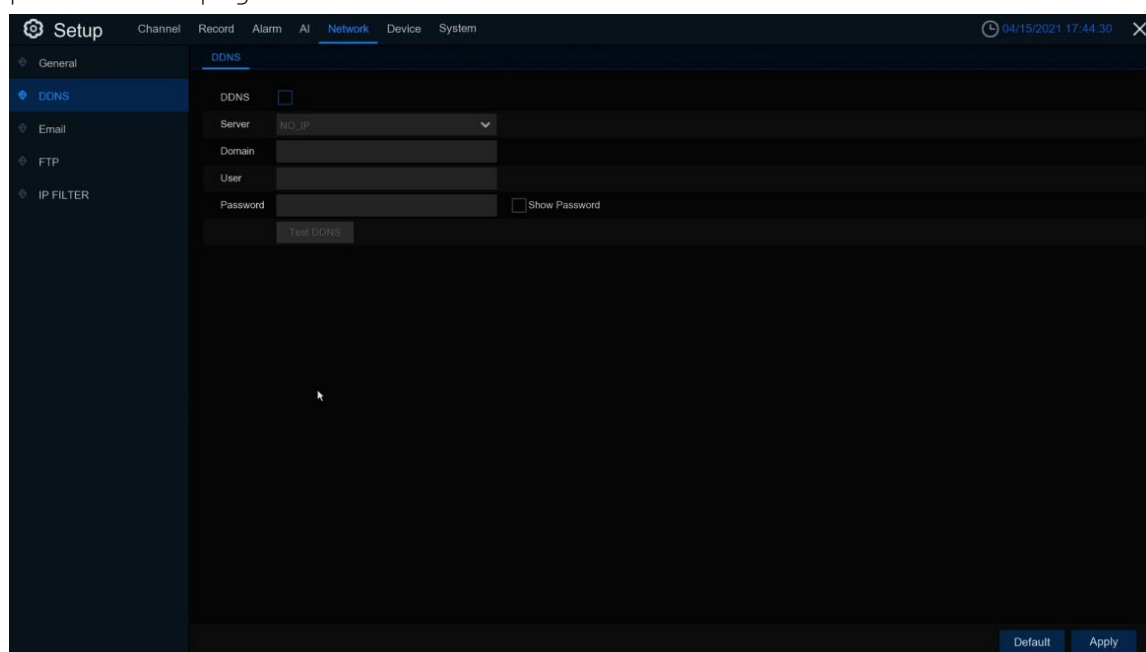 Setup Channel Record Alarm AI Network Device System 04/15/2021 17:44:30
General
DDNS
Email
FTP
IP FILTER
DDNS
DDNS
Server NO_IP
Domain
User
Password Show Password
Test DDNS
Default Apply